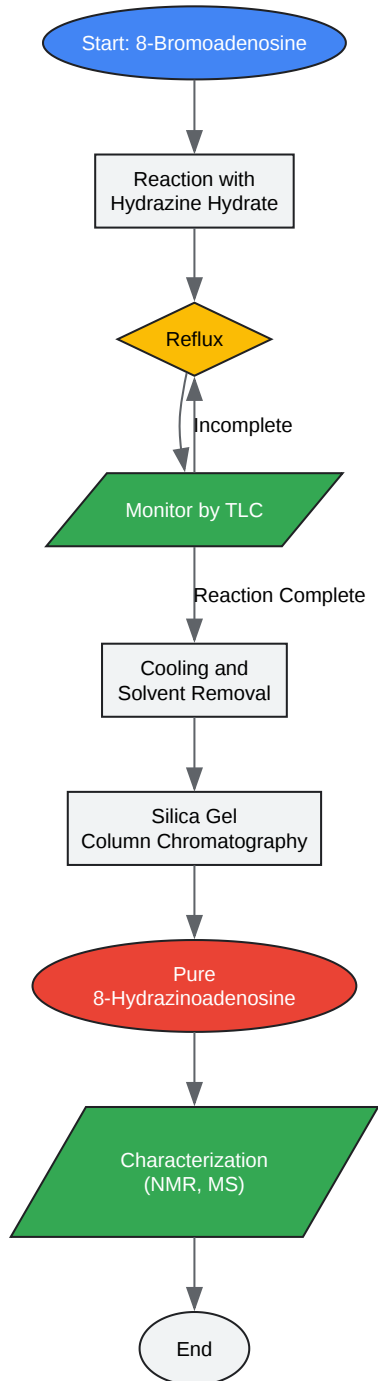 Start: 8-Bromoadenosine
Reaction with
Hydrazine Hydrate
Reflux
Incomplete
Monitor by TLC
Reaction Complete
Cooling and
Solvent Removal
Silica Gel
Column Chromatography
Pure
8-Hydrazinoadenosine
Characterization
(NMR, MS)
End